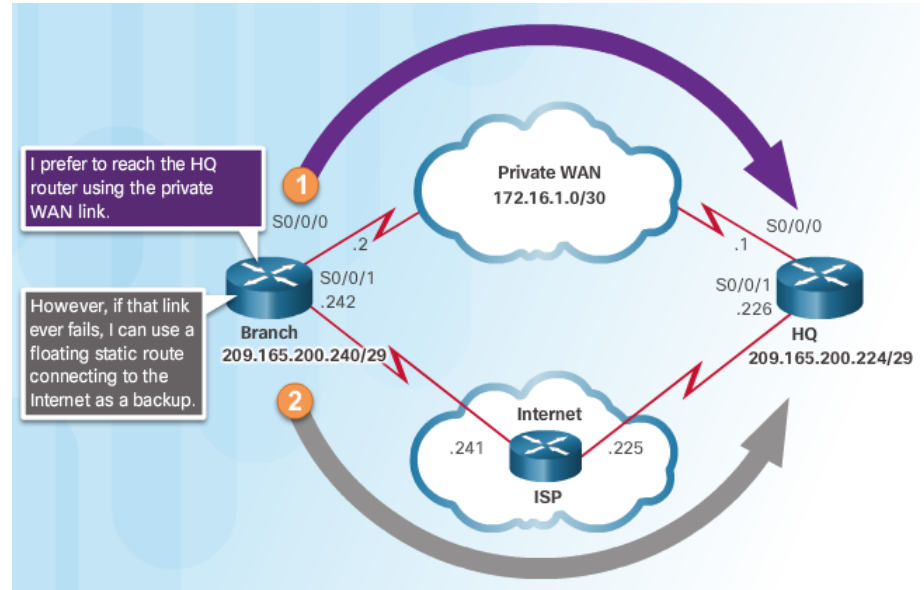 I prefer to reach the HQ
router using the private
WAN link.
1
Private WAN
172.16.1.0/30
S0/0/0
.2
S0/0/0
.1
S0/0/1
.242
S0/0/1
.226
However, if that link
ever fails, I can use a
floating static route
connecting to the
Internet as a backup.
Branch
209.165.200.240/29
HQ
209.165.200.224/29
2
Internet
.241
.225
ISP